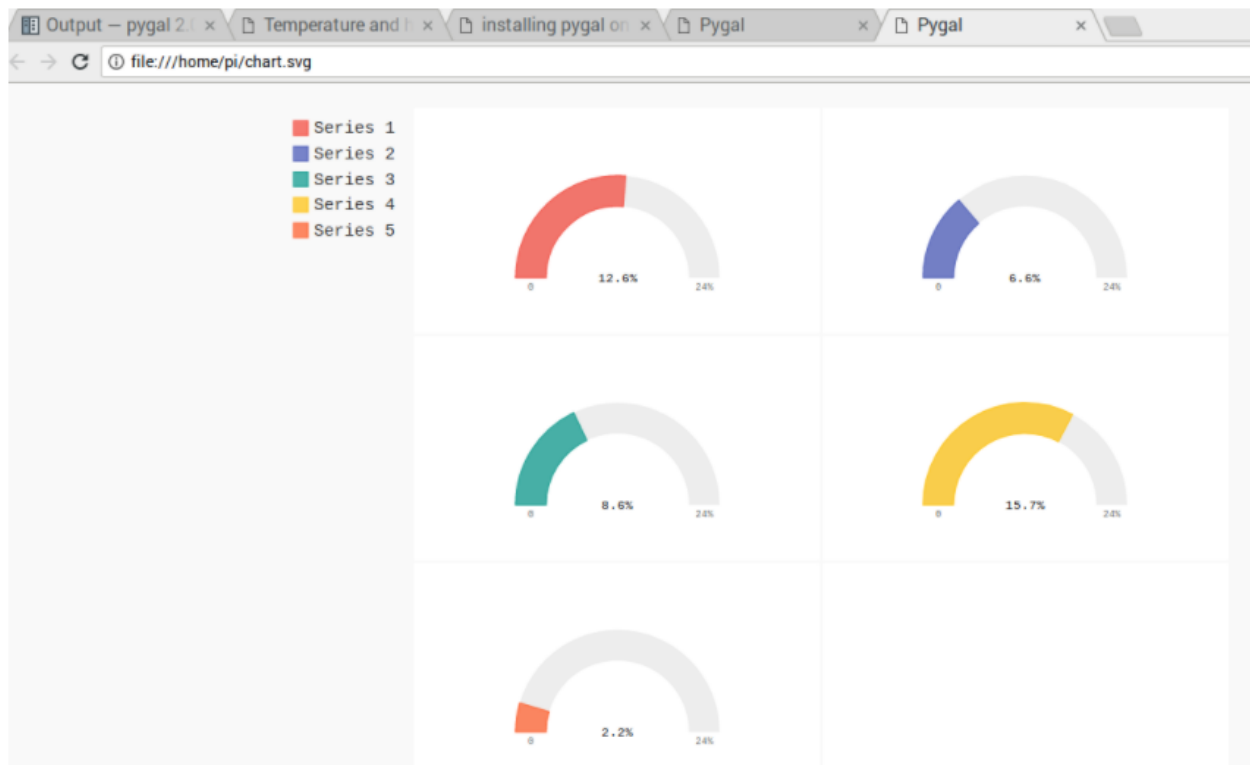 Output — pygal 2.
Temperature and h
installing pygal on
Pygal
Pygal
file:///home/pi/chart.svg
Series 1
Series 2
Series 3
Series 4
Series 5
12.6%
0
24%
6.6%
0
24%
8.6%
0
24%
15.7%
0
24%
2.2%
0
24%